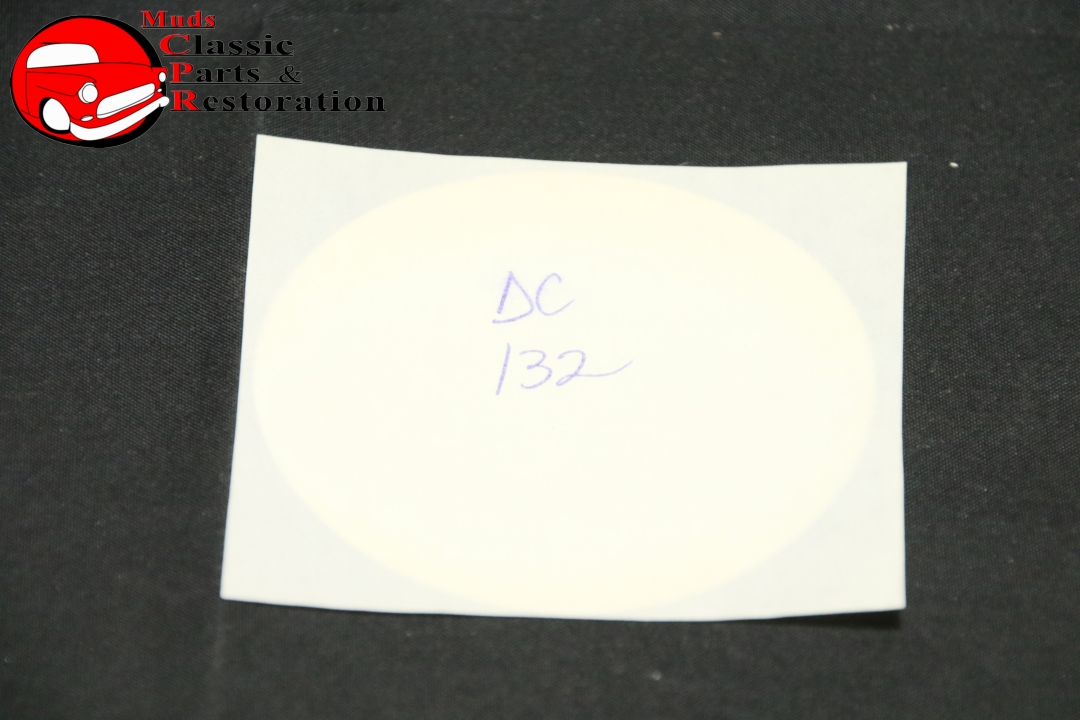 Muds
Classic
Parts &
Restoration
DC
132